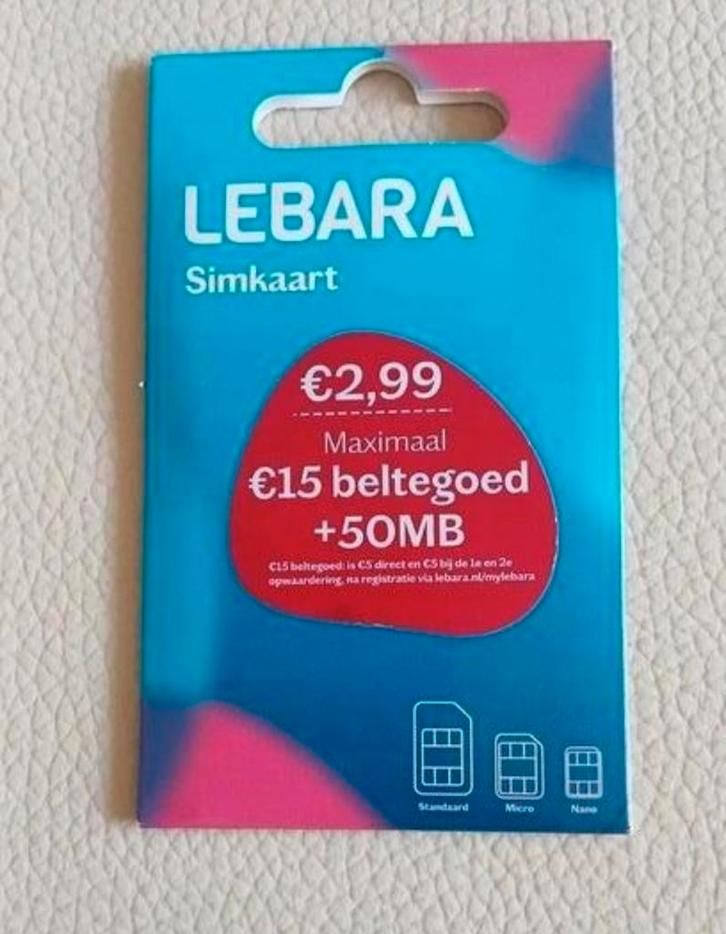 LEBARA
Simkaart
€2,99
Maximaal
€15 beltegoed
+50MB
€15 beltegoed: is €5 direct en €5 bij de 1e en 2e
opwaardering, na registratie via lebara.nl/mylebara
Standaard Micro Nano